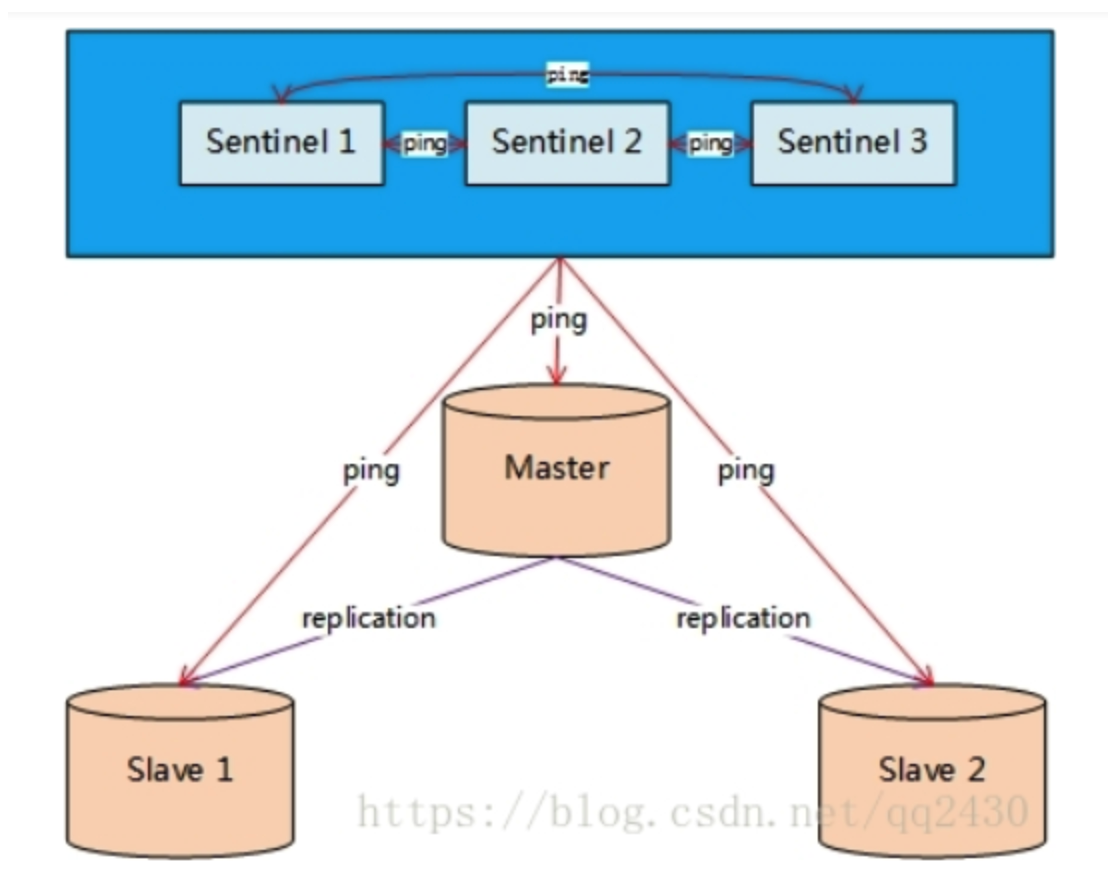 ping
Sentinel 1
ping
Sentinel 2
ping
Sentinel 3
ping
Master
ping
ping
replication
replication
Slave 1
Slave 2
https://blog.csdn.net/qq2430